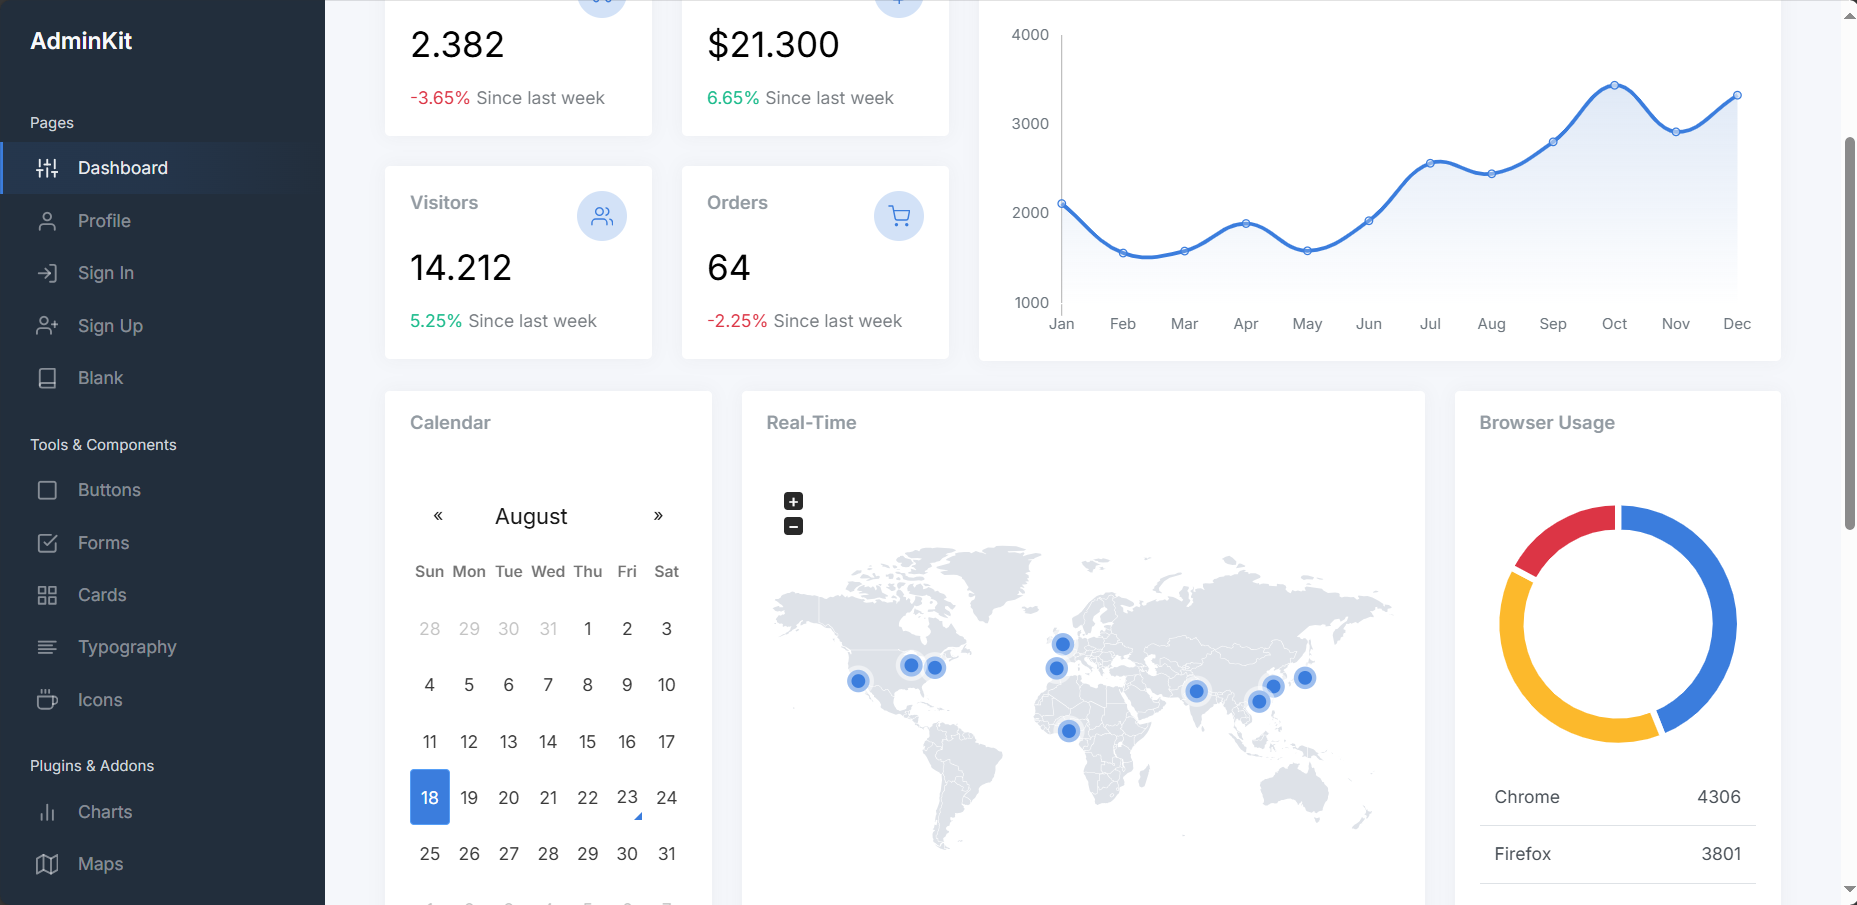 AdminKit
Pages
Dashboard
Profile
Sign In
Sign Up
Blank
Tools & Components
Buttons
Forms
Cards
Typography
Icons
Plugins & Addons
Charts
Maps
2.382
-3.65% Since last week
$21.300
6.65% Since last week
Visitors
14.212
5.25% Since last week
Orders
64
-2.25% Since last week
4000
3000
2000
1000
Jan Feb Mar Apr May Jun Jul Aug Sep Oct Nov Dec
Calendar
« August »
Sun Mon Tue Wed Thu Fri Sat
28 29 30 31 1 2 3
4 5 6 7 8 9 10
11 12 13 14 15 16 17
18 19 20 21 22 23 24
25 26 27 28 29 30 31
Real-Time
+
−
Browser Usage
Chrome 4306
Firefox 3801